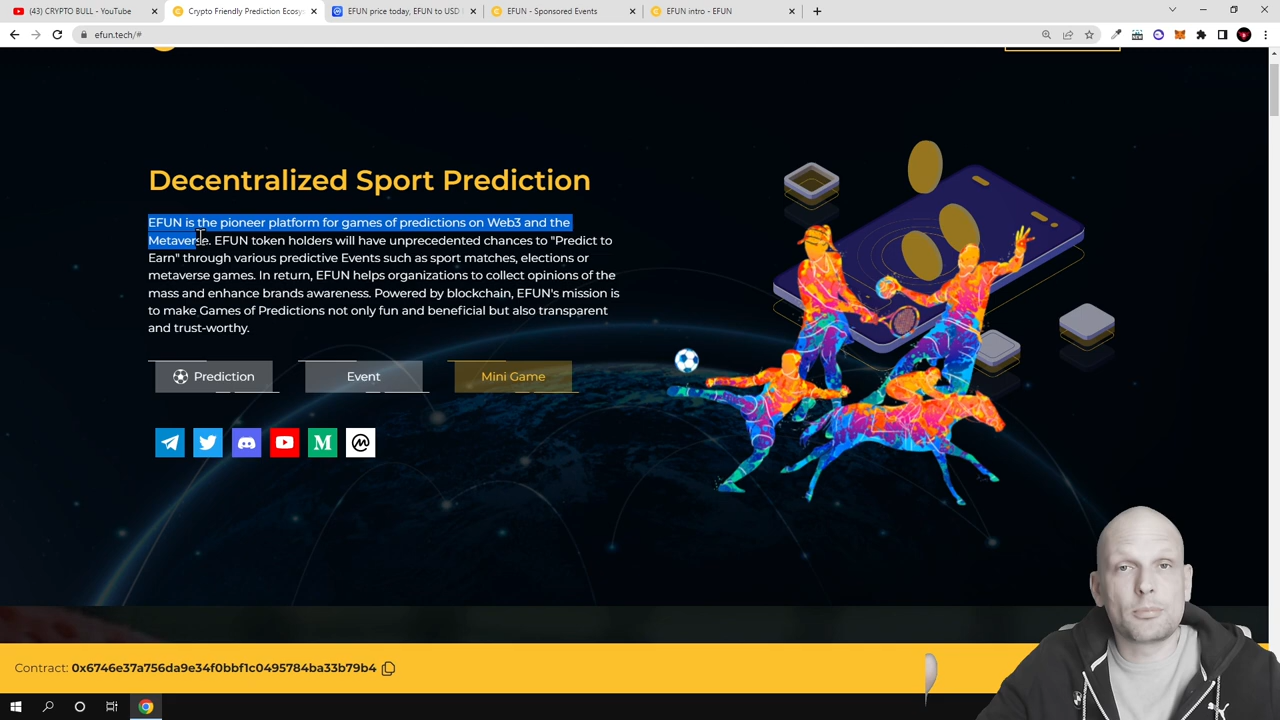 (43) CRYPTO BULL - YouTube
Crypto Friendly Prediction Ecosys
EFUN price today, EFUN to USD
EFUN - Sponsored Events
EFUN intro - EFUN
efun.tech/#
Decentralized Sport Prediction
EFUN is the pioneer platform for games of predictions on Web3 and the
Metaverse. EFUN token holders will have unprecedented chances to "Predict to
Earn" through various predictive Events such as sport matches, elections or
metaverse games. In return, EFUN helps organizations to collect opinions of the
mass and enhance brands awareness. Powered by blockchain, EFUN's mission is
to make Games of Predictions not only fun and beneficial but also transparent
and trust-worthy.
Prediction
Event
Mini Game
Contract: 0x6746e37a756da9e34f0bbf1c0495784ba33b79b4